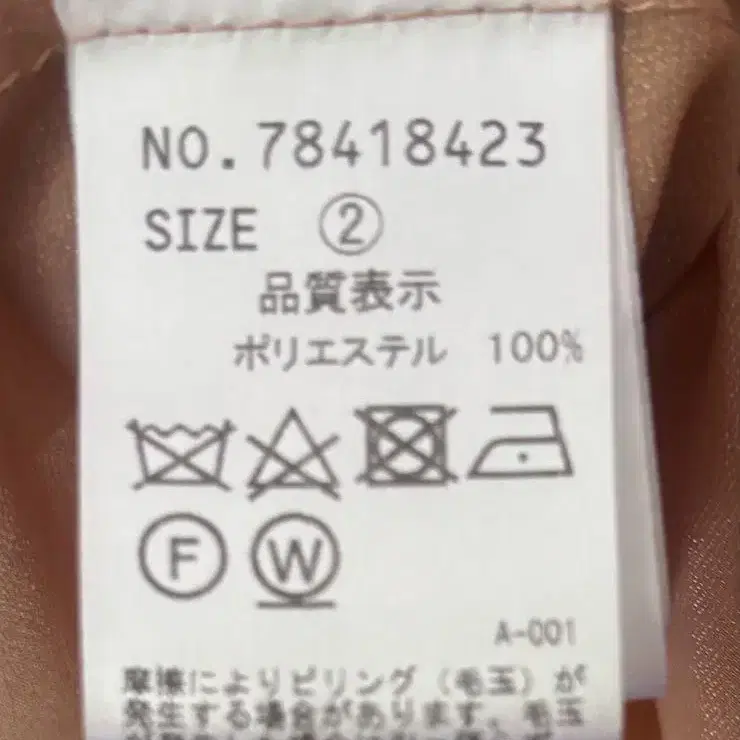 NO.78418423
SIZE ②
品質表示
ポリエステル 100%
F W
A-001
摩擦によりピリング(毛玉)が
発生する場合があります。毛玉